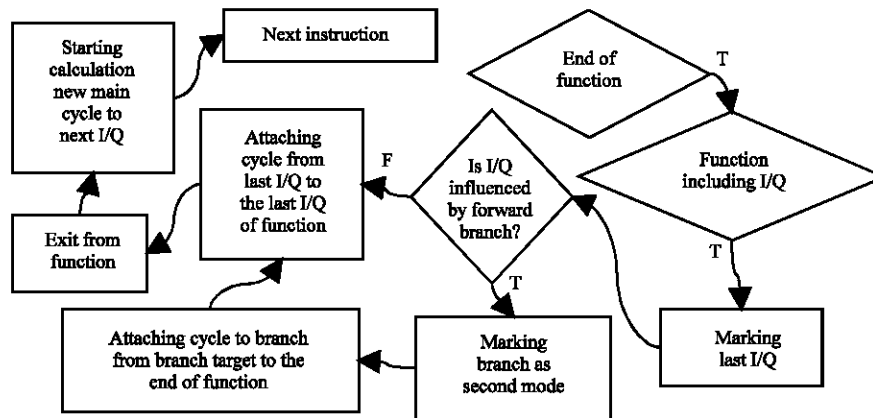 Starting
calculation
new main
cycle to
next I/Q
Next instruction
End of
function
T
Attaching
cycle from
last I/Q to
the last I/Q
of function
F
Is I/Q
influenced
by forward
branch?
Function
including I/Q
Exit from
function
T
T
Attaching cycle to branch
from branch target to the
end of function
Marking
branch as
second mode
Marking
last I/Q